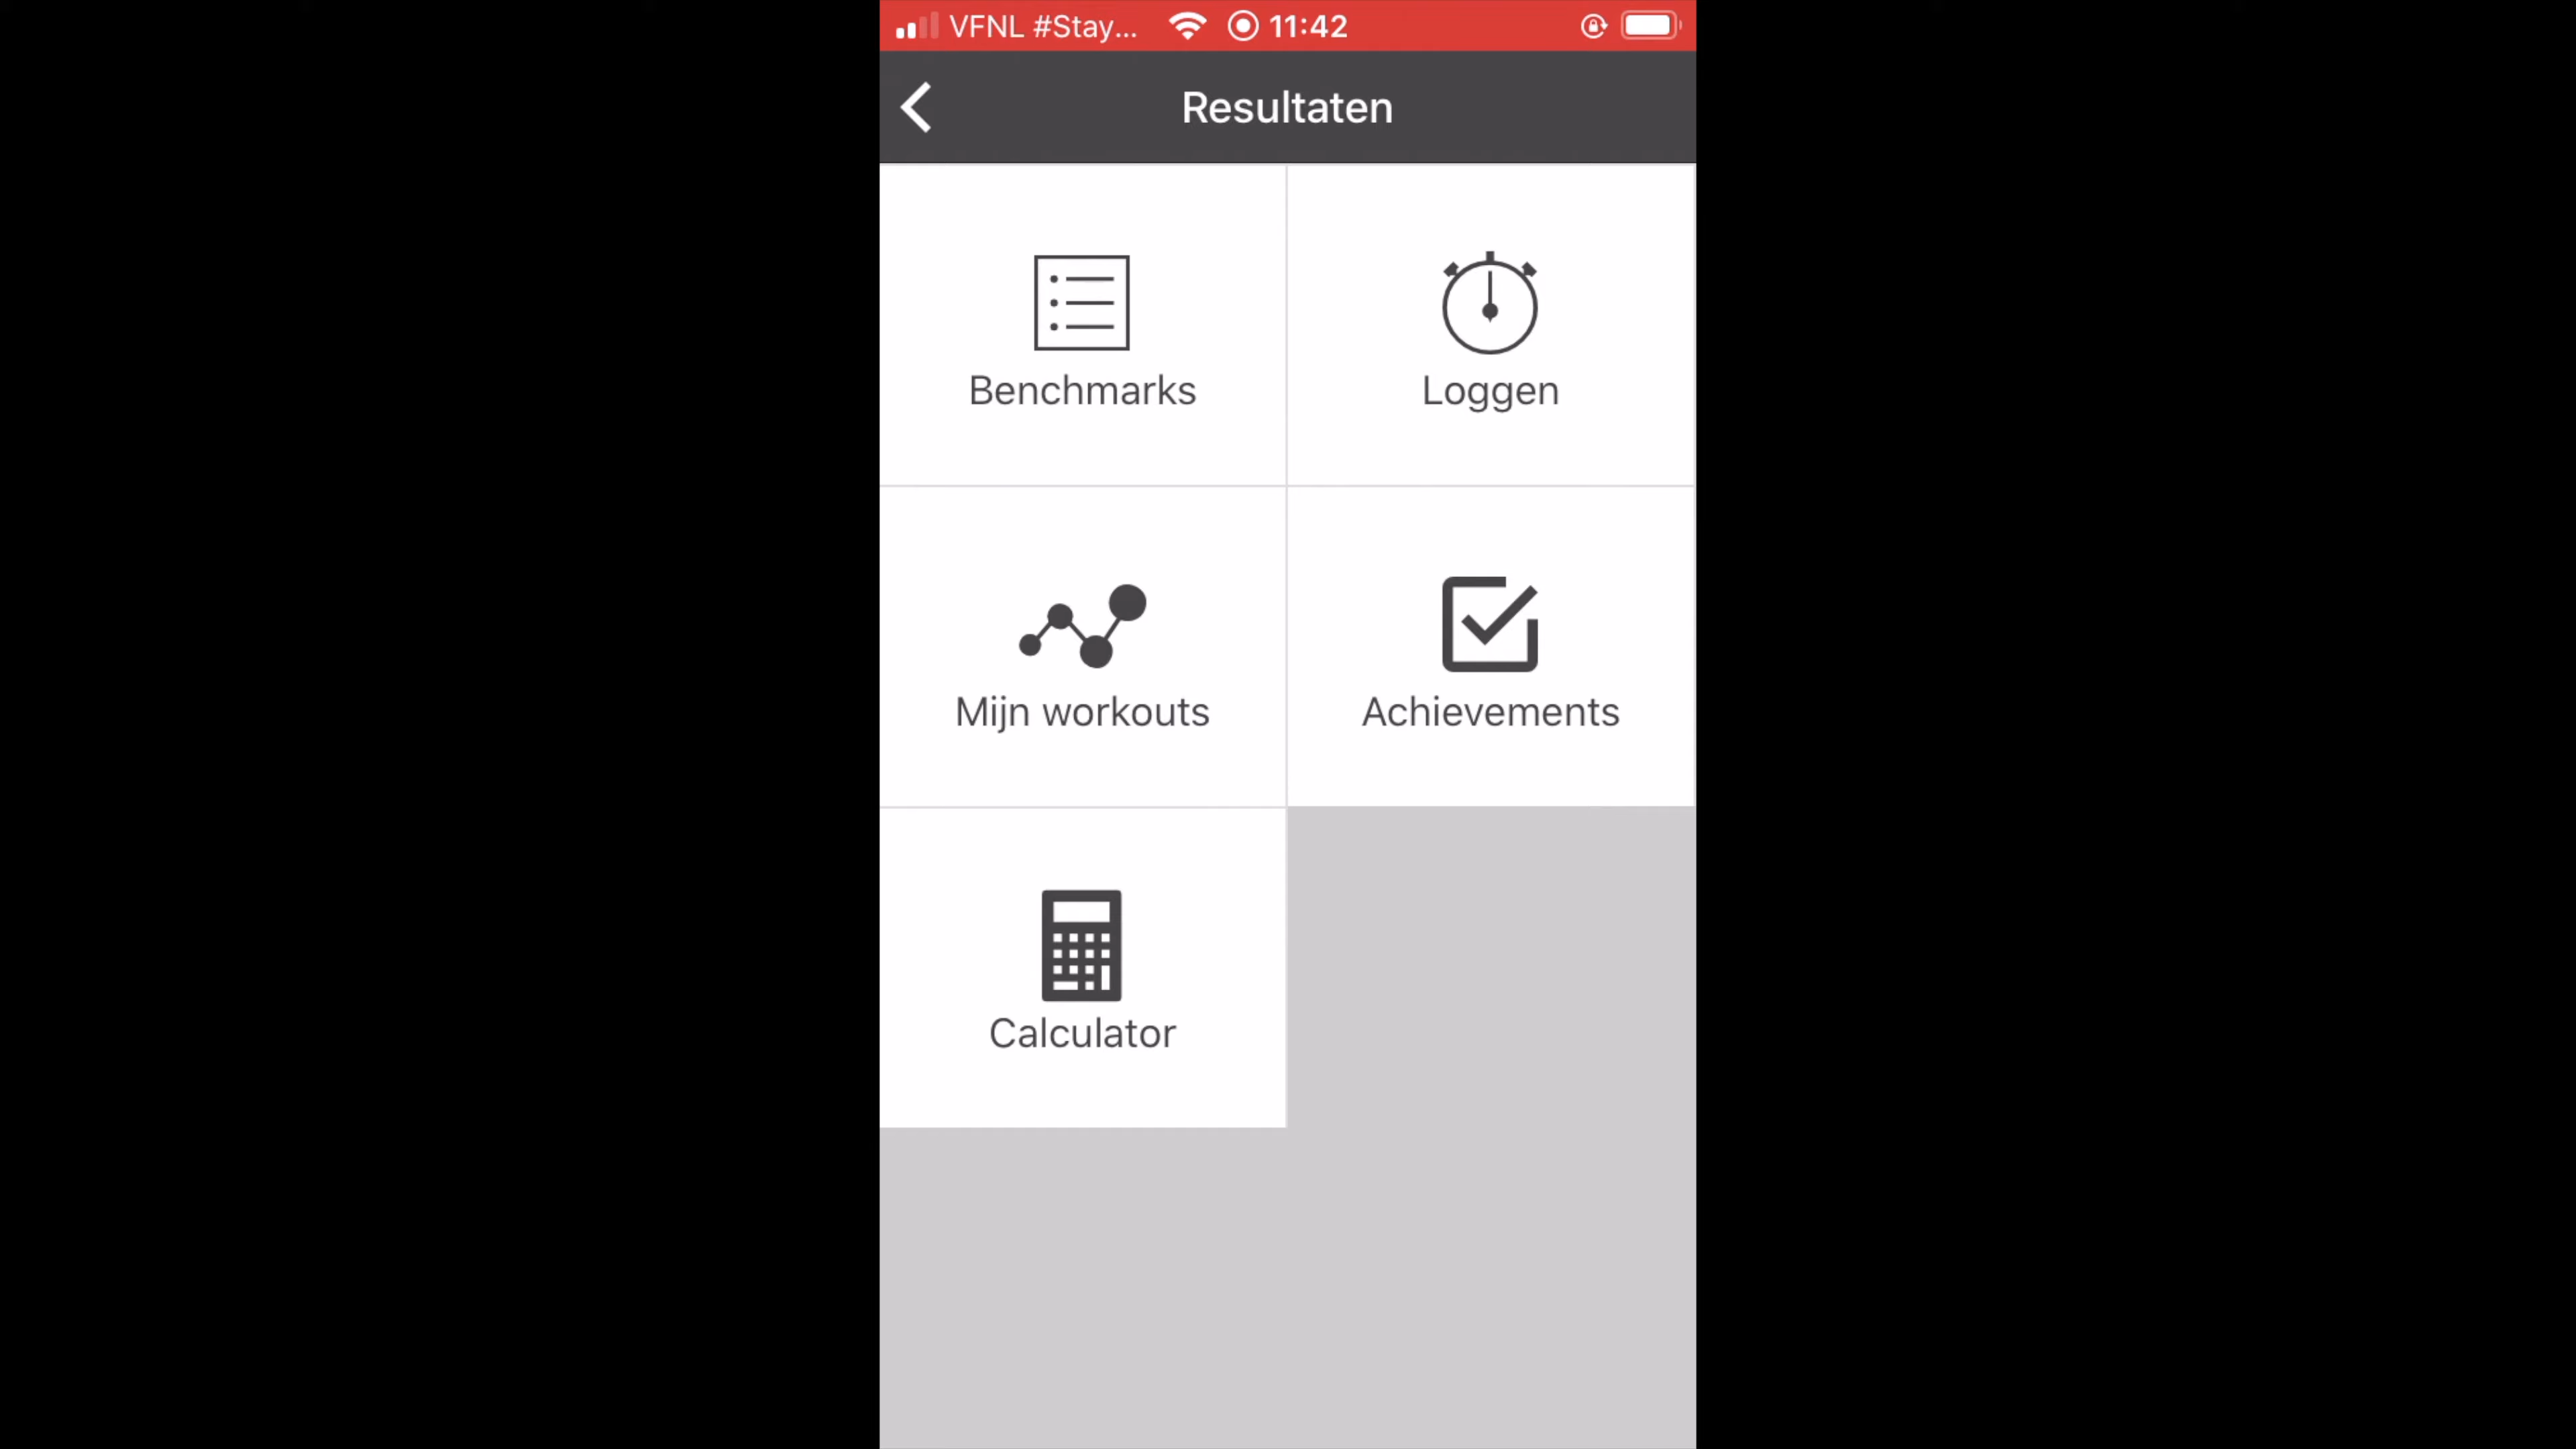 VFNL #Stay... 11:42
Resultaten
Benchmarks
Loggen
Mijn workouts
Achievements
Calculator